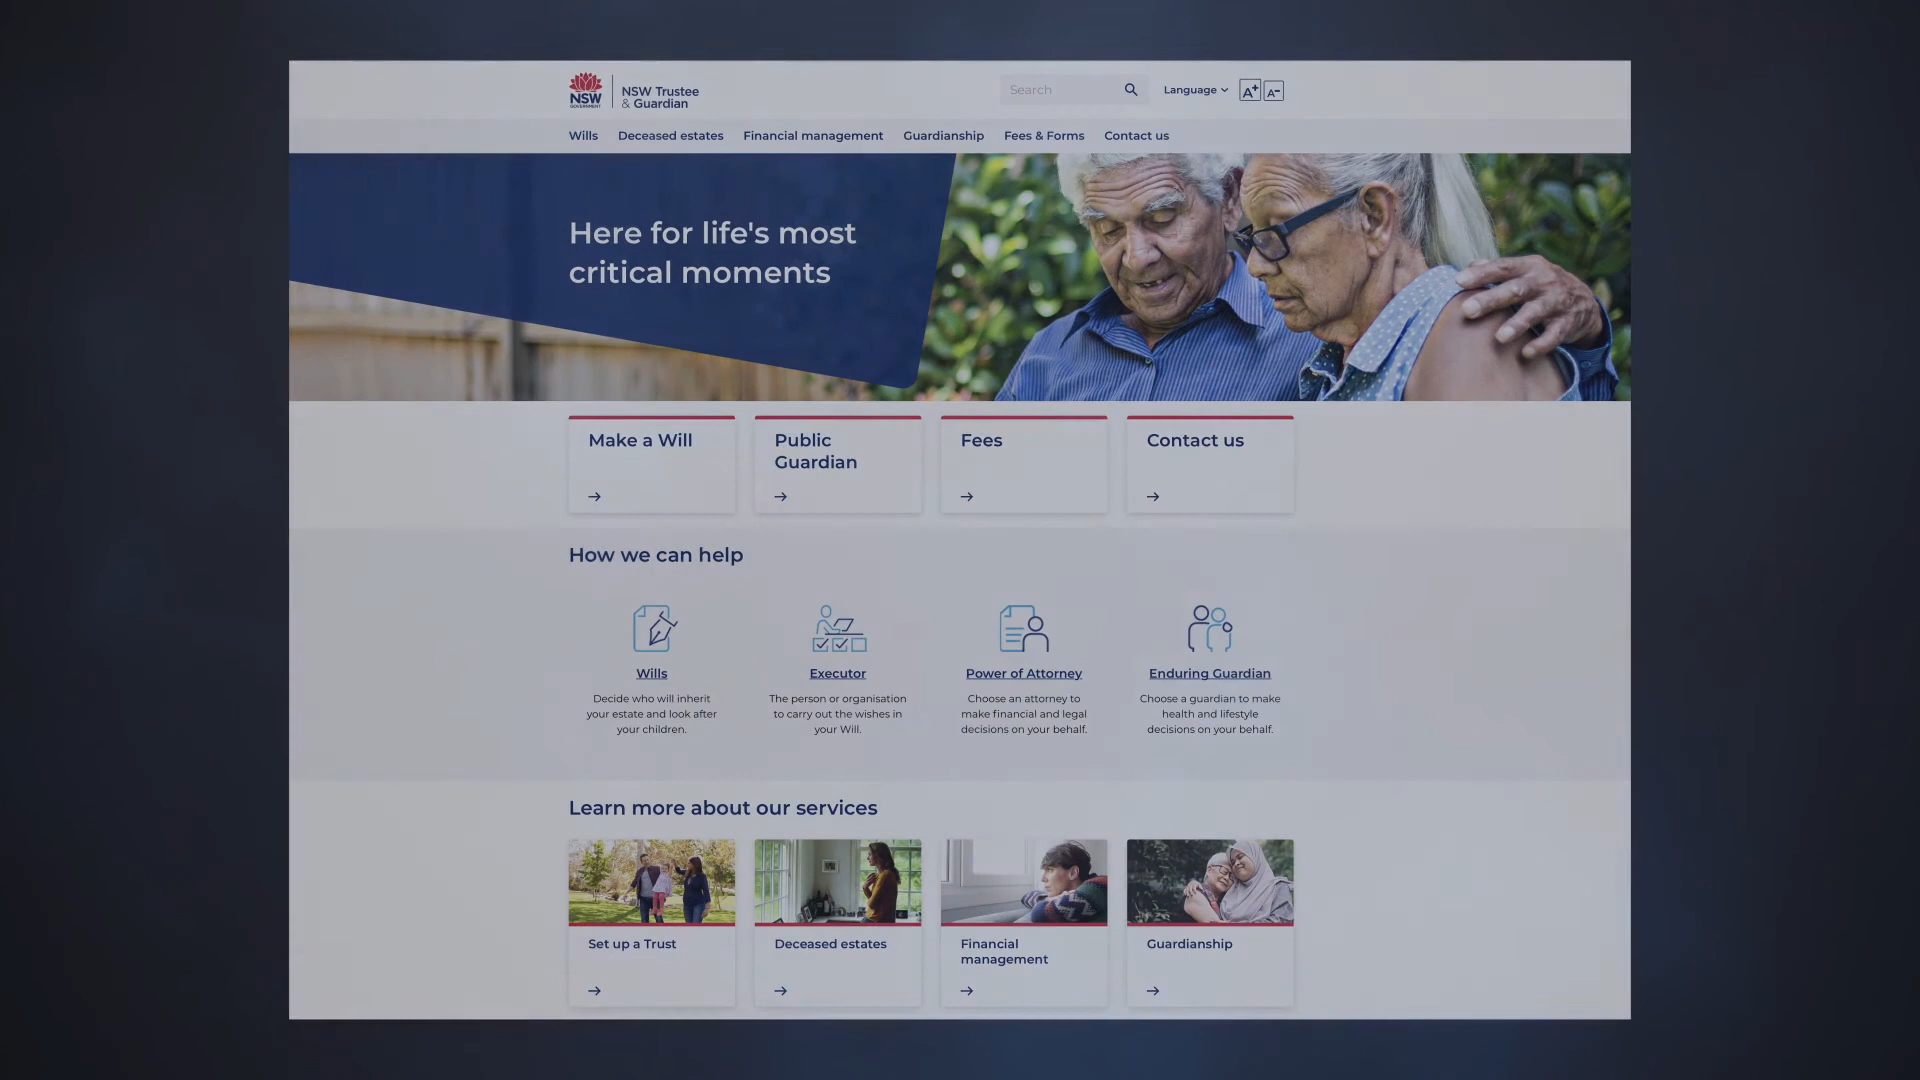 NSW
GOVERNMENT
NSW Trustee
& Guardian
Search
Language
A+
A-
Wills
Deceased estates
Financial management
Guardianship
Fees & Forms
Contact us
Here for life's most
critical moments
Make a Will
Public
Guardian
Fees
Contact us
How we can help
Wills
Decide who will inherit
your estate and look after
your children.
Executor
The person or organisation
to carry out the wishes in
your Will.
Power of Attorney
Choose an attorney to
make financial and legal
decisions on your behalf.
Enduring Guardian
Choose a guardian to make
health and lifestyle
decisions on your behalf.
Learn more about our services
Set up a Trust
Deceased estates
Financial
management
Guardianship